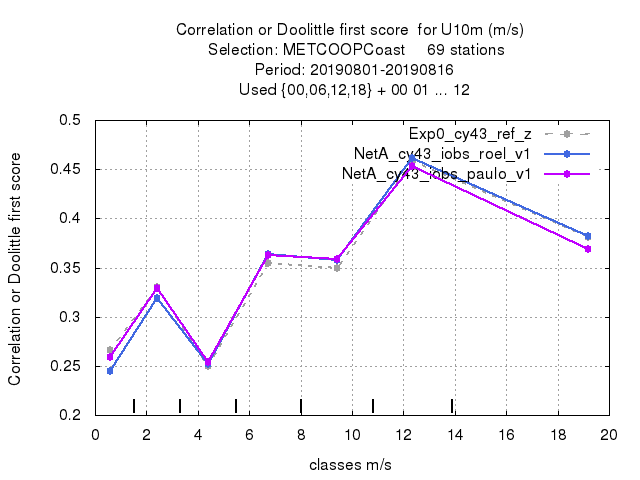 Correlation or Doolittle first score for U10m (m/s)
Selection: METCOOPCoast 69 stations
Period: 20190801-20190816
Used {00,06,12,18} + 00 01 ... 12
Correlation or Doolittle first score
0.5
0.45
0.4
0.35
0.3
0.25
0.2
Exp0_cy43_ref_z
NetA_cy43_iobs_roel_v1
NetA_cy43_iobs_paulo_v1
0 2 4 6 8 10 12 14 16 18 20
classes m/s